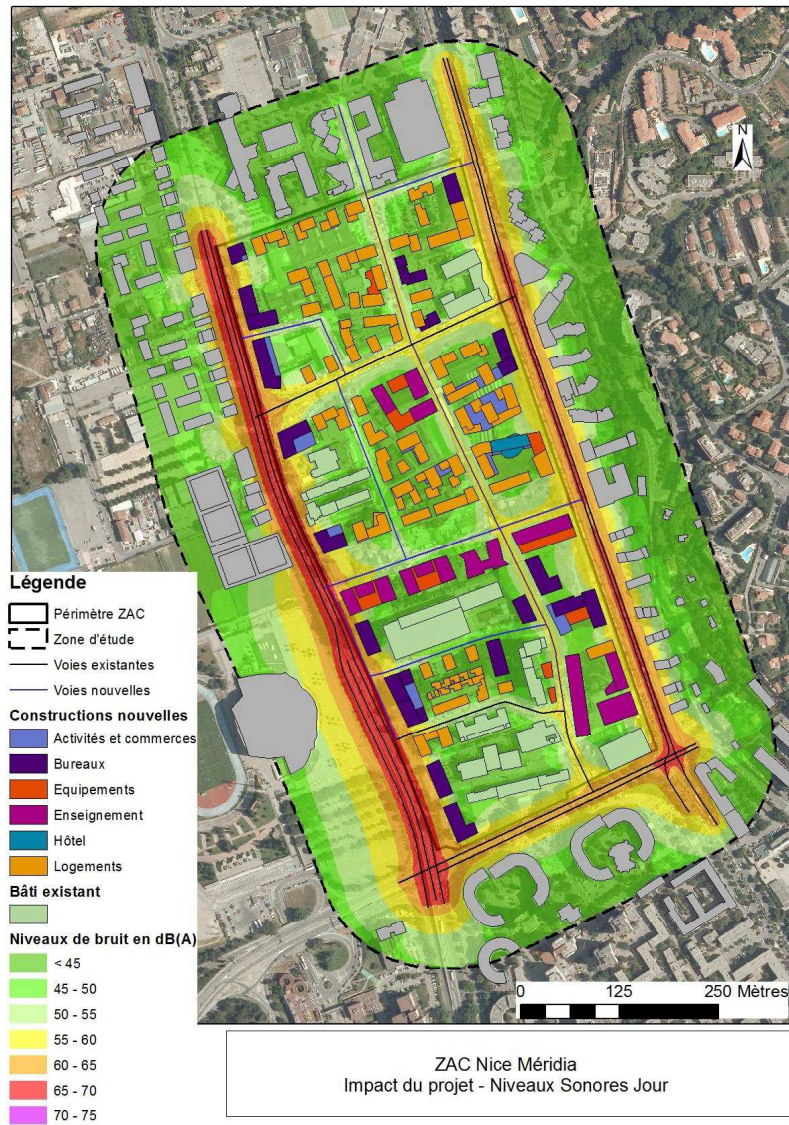 N
Légende
Périmètre ZAC
Zone d'étude
Voies existantes
Voies nouvelles
Constructions nouvelles
Activités et commerces
Bureaux
Equipements
Enseignement
Hôtel
Logements
Bâti existant
Niveaux de bruit en dB(A)
< 45
45 - 50
50 - 55
55 - 60
60 - 65
65 - 70
70 - 75
0 125 250 Mètres
ZAC Nice Méridia
Impact du projet - Niveaux Sonores Jour